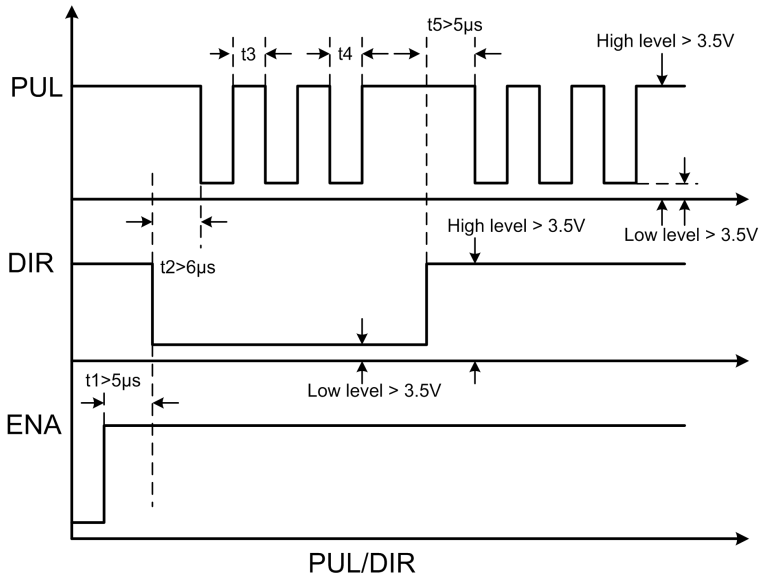 t5>5µs
High level > 3.5V
t3
t4
PUL
High level > 3.5V
Low level > 3.5V
DIR
t2>6µs
t1>5µs
Low level > 3.5V
ENA
PUL/DIR